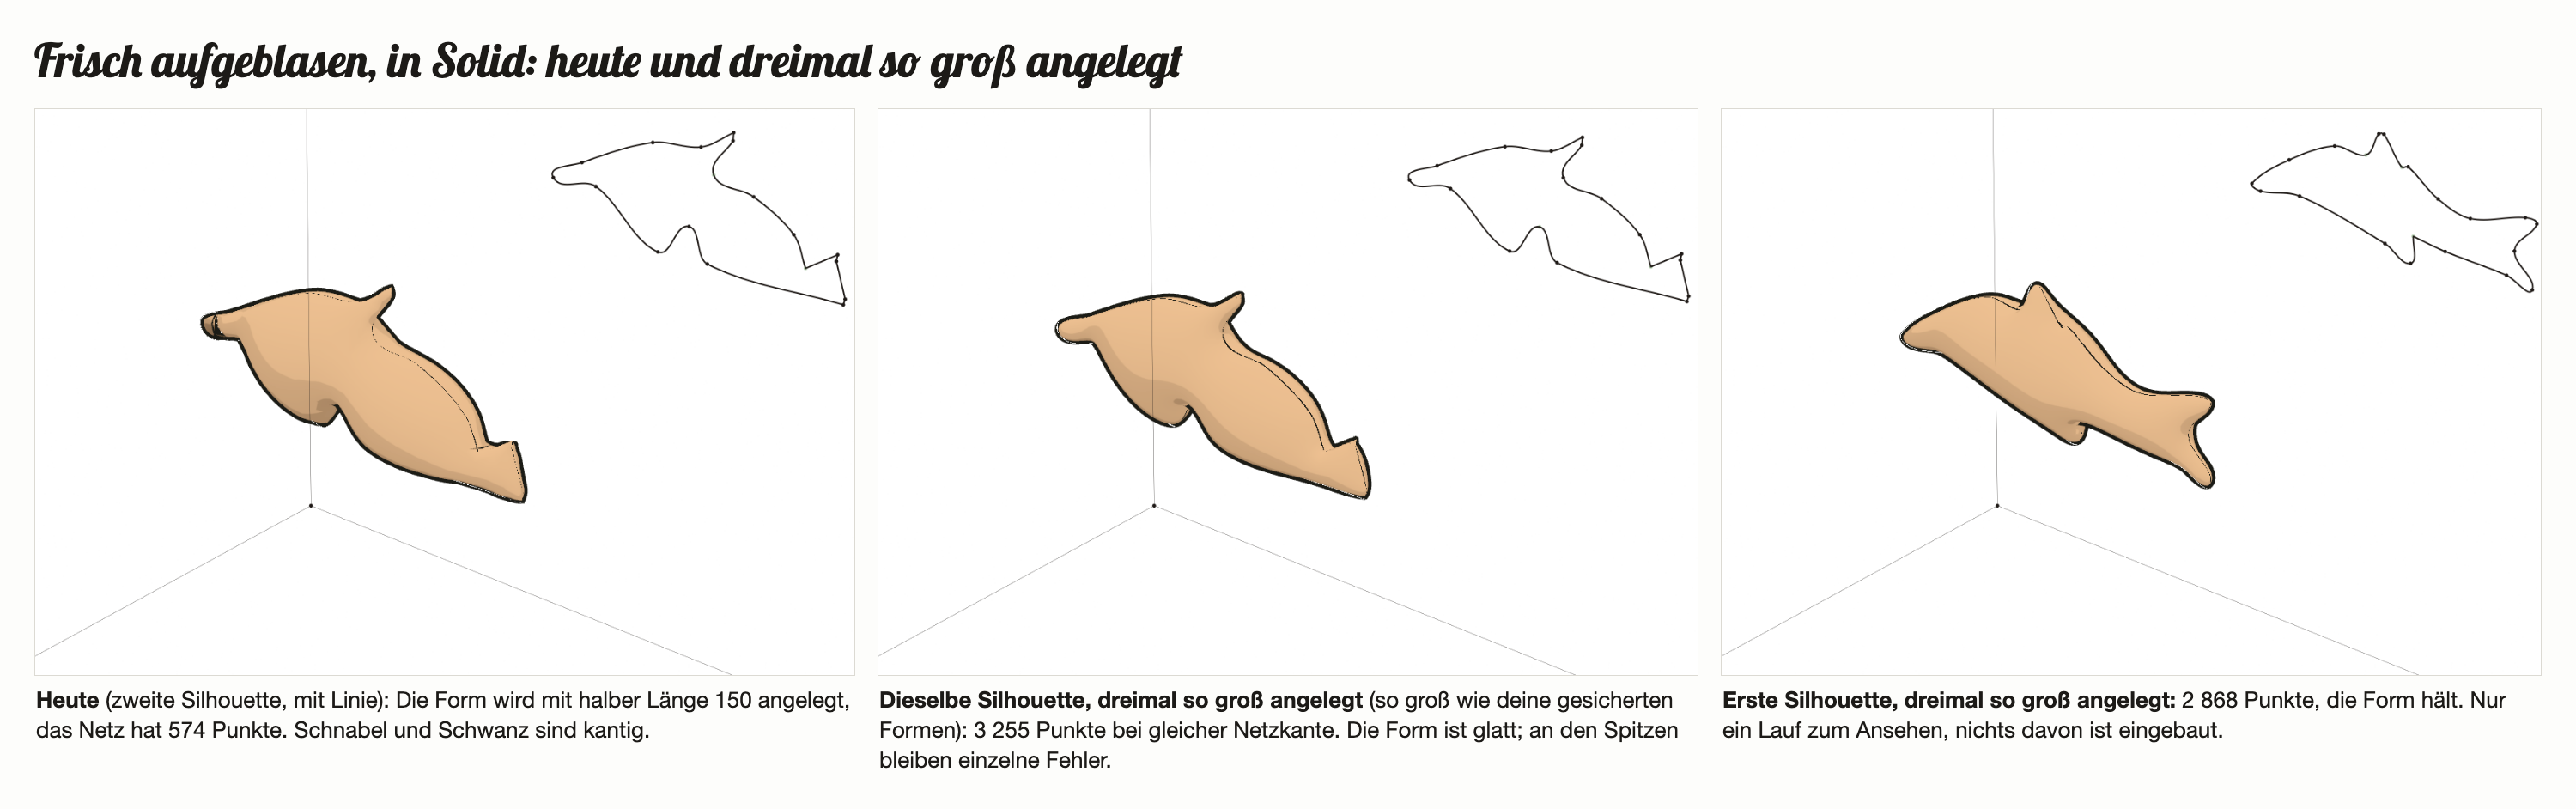 Frisch aufgeblasen, in Solid: heute und dreimal so groß angelegt
Heute (zweite Silhouette, mit Linie): Die Form wird mit halber Länge 150 angelegt,
das Netz hat 574 Punkte. Schnabel und Schwanz sind kantig.
Dieselbe Silhouette, dreimal so groß angelegt (so groß wie deine gesicherten
Formen): 3 255 Punkte bei gleicher Netzkante. Die Form ist glatt; an den Spitzen
bleiben einzelne Fehler.
Erste Silhouette, dreimal so groß angelegt: 2 868 Punkte, die Form hält. Nur
ein Lauf zum Ansehen, nichts davon ist eingebaut.